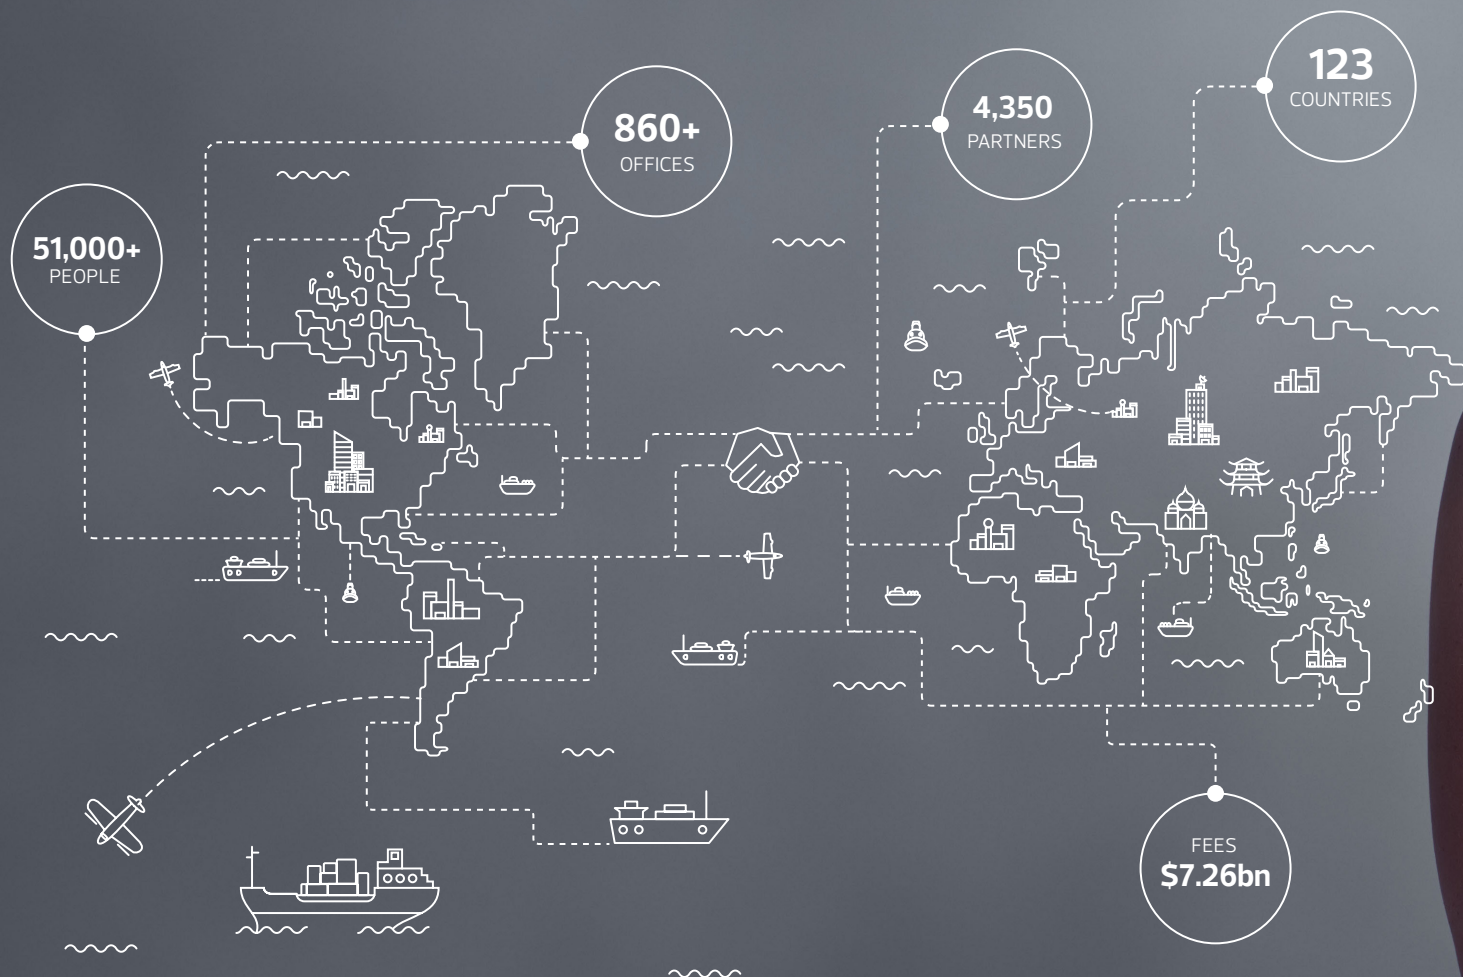 51,000+
PEOPLE
860+
OFFICES
4,350
PARTNERS
123
COUNTRIES
FEES
$7.26bn